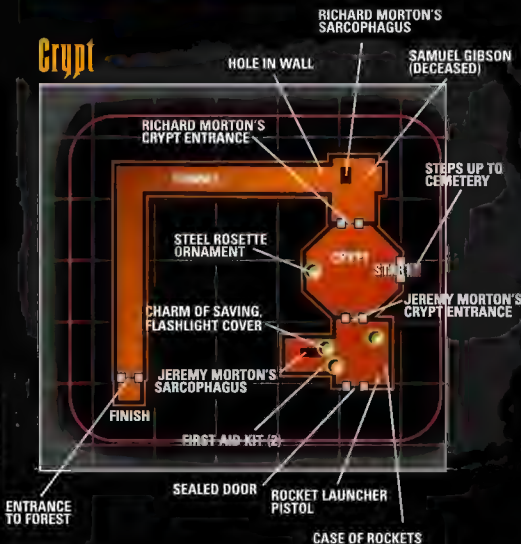 RICHARD MORTON'S
SARCOPHAGUS
Crypt
HOLE IN WALL
SAMUEL GIBSON
(DECEASED)
RICHARD MORTON'S
CRYPT ENTRANCE
STEPS UP TO
CEMETERY
STEEL ROSETTE
ORNAMENT
CRYPT
START
JEREMY MORTON'S
CRYPT ENTRANCE
CHARM OF SAVING,
FLASHLIGHT COVER
JEREMY MORTON'S
SARCOPHAGUS
FINISH
FIRST AID KIT (2)
SEALED DOOR
ROCKET LAUNCHER
PISTOL
ENTRANCE
TO FOREST
CASE OF ROCKETS